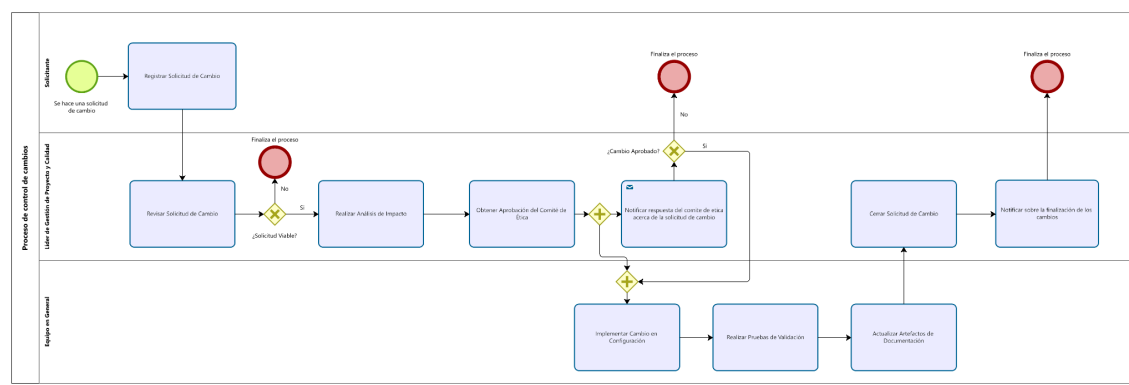 Proceso de control de cambios
Solicitante
Se hace una solicitud
de cambio
Registrar Solicitud de Cambio
Finaliza el proceso
Finaliza el proceso
No
Líder de Gestión de Proyecto y Calidad
Finaliza el proceso
¿Cambio Aprobado?
Si
No
Revisar Solicitud de Cambio
Si
¿Solicitud Viable?
Realizar Análisis de Impacto
Obtener Aprobación del Comité de
Ética
Notificar respuesta del comite de etica
acerca de la solicitud de cambio
Cerrar Solicitud de Cambio
Notificar sobre la finalización de los
cambios
Equipo en General
Implementar Cambio en
Configuración
Realizar Pruebas de Validación
Actualizar Artefactos de
Documentación